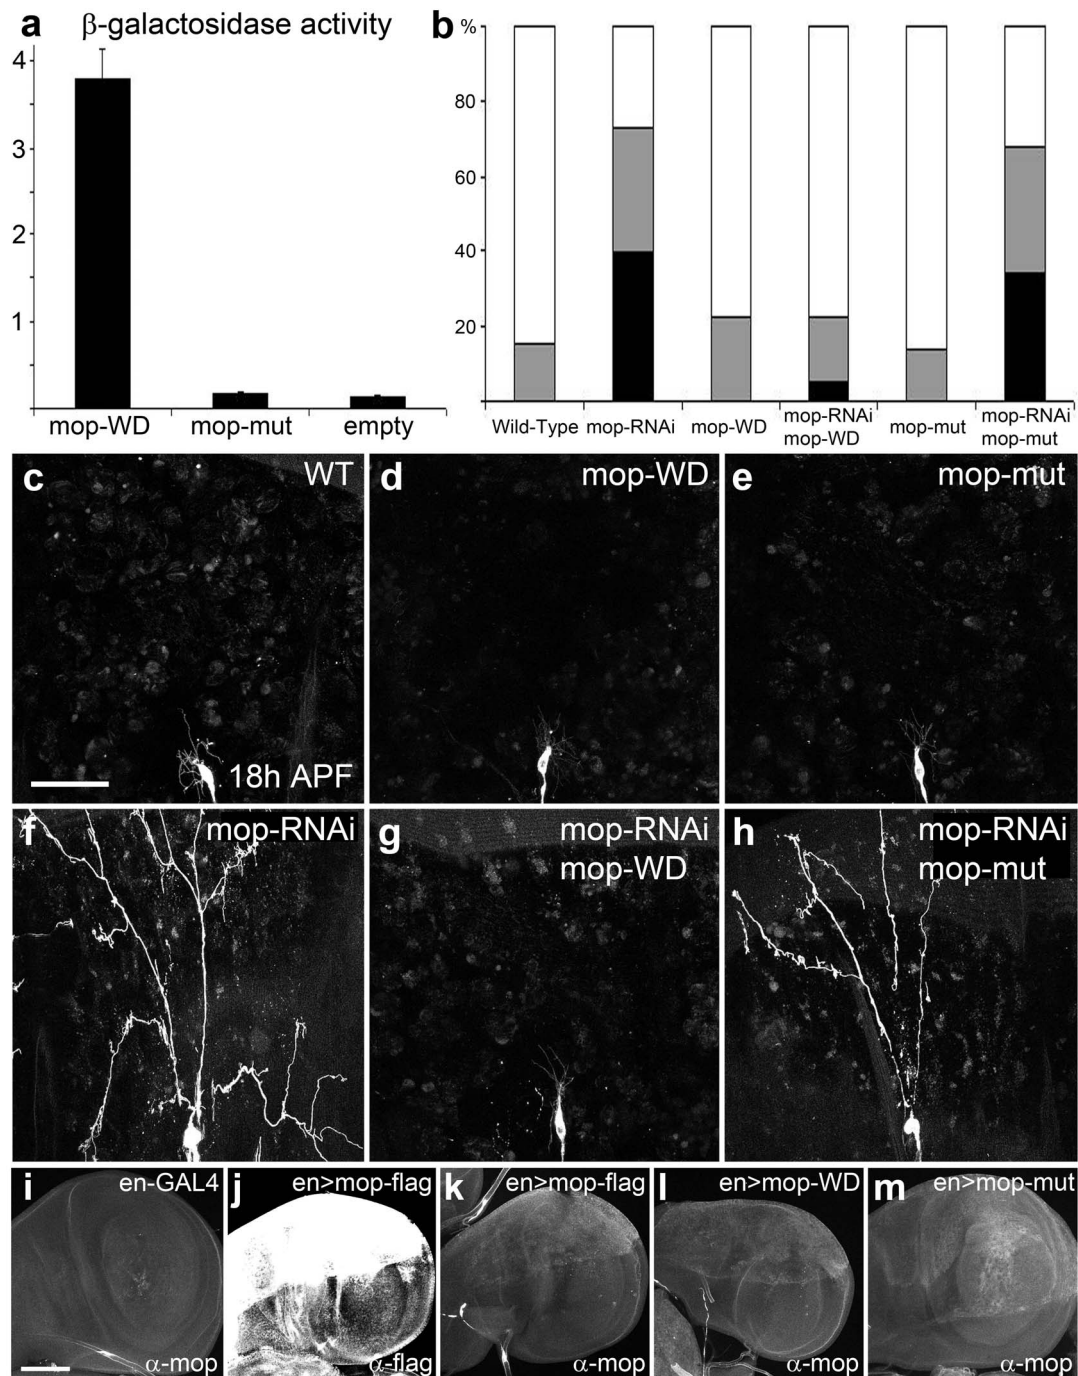 a β-galactosidase activity
4
3
2
1
mop-WD mop-mut empty
b %
80
60
40
20
Wild-Type mop-RNAi mop-WD mop-RNAi mop-WD mop-mut mop-RNAi mop-mut
c WT
18h APF
d mop-WD
e mop-mut
f mop-RNAi
g mop-RNAi
mop-WD
h mop-RNAi
mop-mut
i en-GAL4
α-mop
j en>mop-flag
α-flag
k en>mop-flag
α-mop
l en>mop-WD
α-mop
m en>mop-mut
α-mop